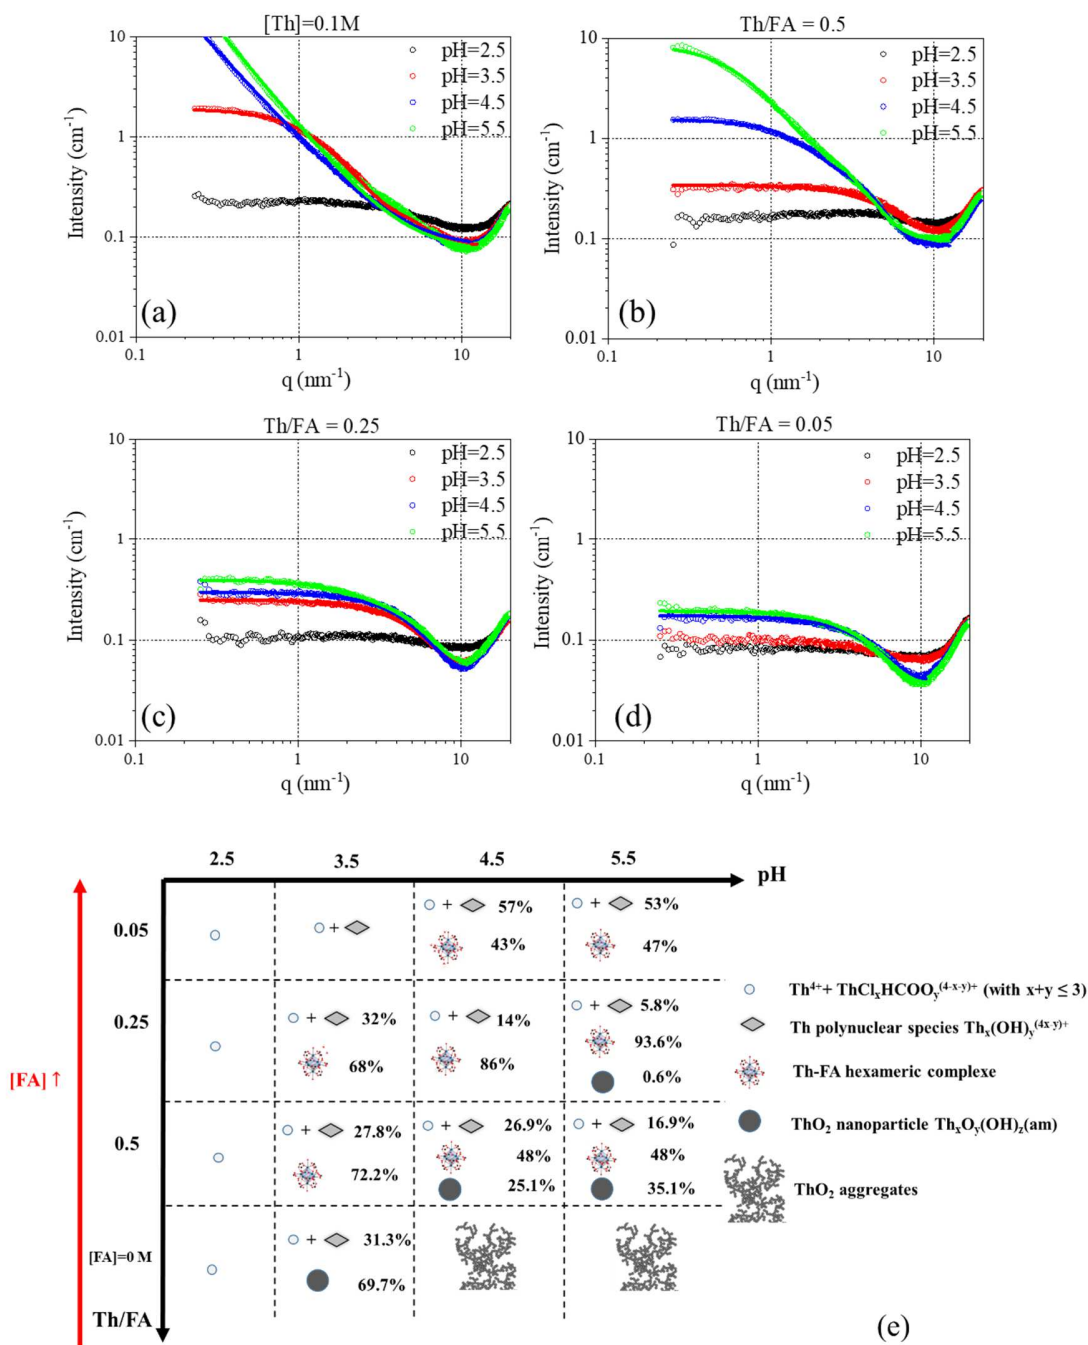 [Th]=0.1M
10
1
0.1
0.01
0.1
1
10
Intensity (cm⁻¹)
q (nm⁻¹)
pH=2.5
pH=3.5
pH=4.5
pH=5.5
(a)
Th/FA = 0.5
10
1
0.1
0.01
0.1
1
10
Intensity (cm⁻¹)
q (nm⁻¹)
pH=2.5
pH=3.5
pH=4.5
pH=5.5
(b)
Th/FA = 0.25
10
1
0.1
0.01
0.1
1
10
Intensity (cm⁻¹)
q (nm⁻¹)
pH=2.5
pH=3.5
pH=4.5
pH=5.5
(c)
Th/FA = 0.05
10
1
0.1
0.01
0.1
1
10
Intensity (cm⁻¹)
q (nm⁻¹)
pH=2.5
pH=3.5
pH=4.5
pH=5.5
(d)
2.5 3.5 4.5 5.5
pH
0.05
+
+ 57%
43%
+ 53%
47%
0.25
+ 32%
68%
+ 14%
86%
+ 5.8%
93.6%
0.6%
[FA] ↑
0.5
+ 27.8%
72.2%
+ 26.9%
48%
25.1%
+ 16.9%
48%
35.1%
[FA]=0 M
+ 31.3%
69.7%
Th/FA
Th⁴⁺+ ThClₓHCOOᵧ⁽⁴⁻ˣ⁻ʸ⁾⁺ (with x+y ≤ 3)
Th polynuclear species Thₓ(OH)ᵧ⁽⁴ˣ⁻ʸ⁾⁺
Th-FA hexameric complexe
ThO₂ nanoparticle ThₓOᵧ(OH)_z(am)
ThO₂ aggregates
(e)